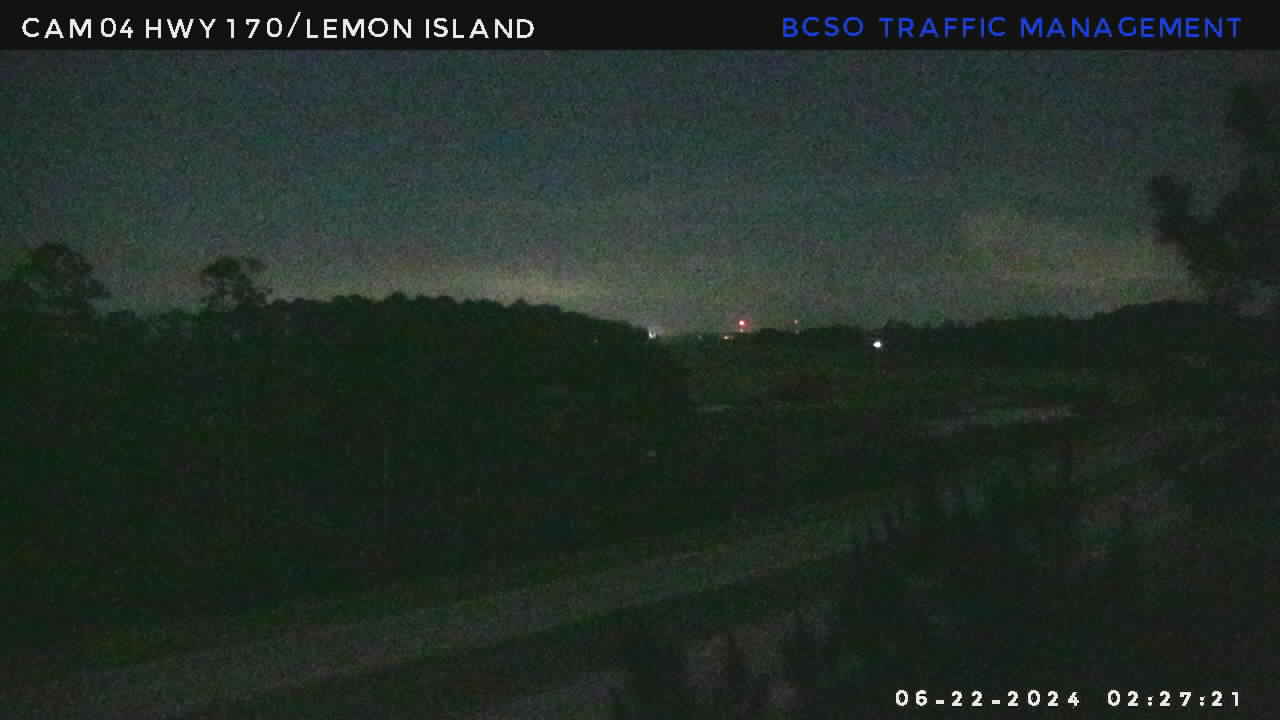 CAM04 HWY 170/LEMON ISLAND
BCSO TRAFFIC MANAGEMENT
06-22-2024 02:27:21